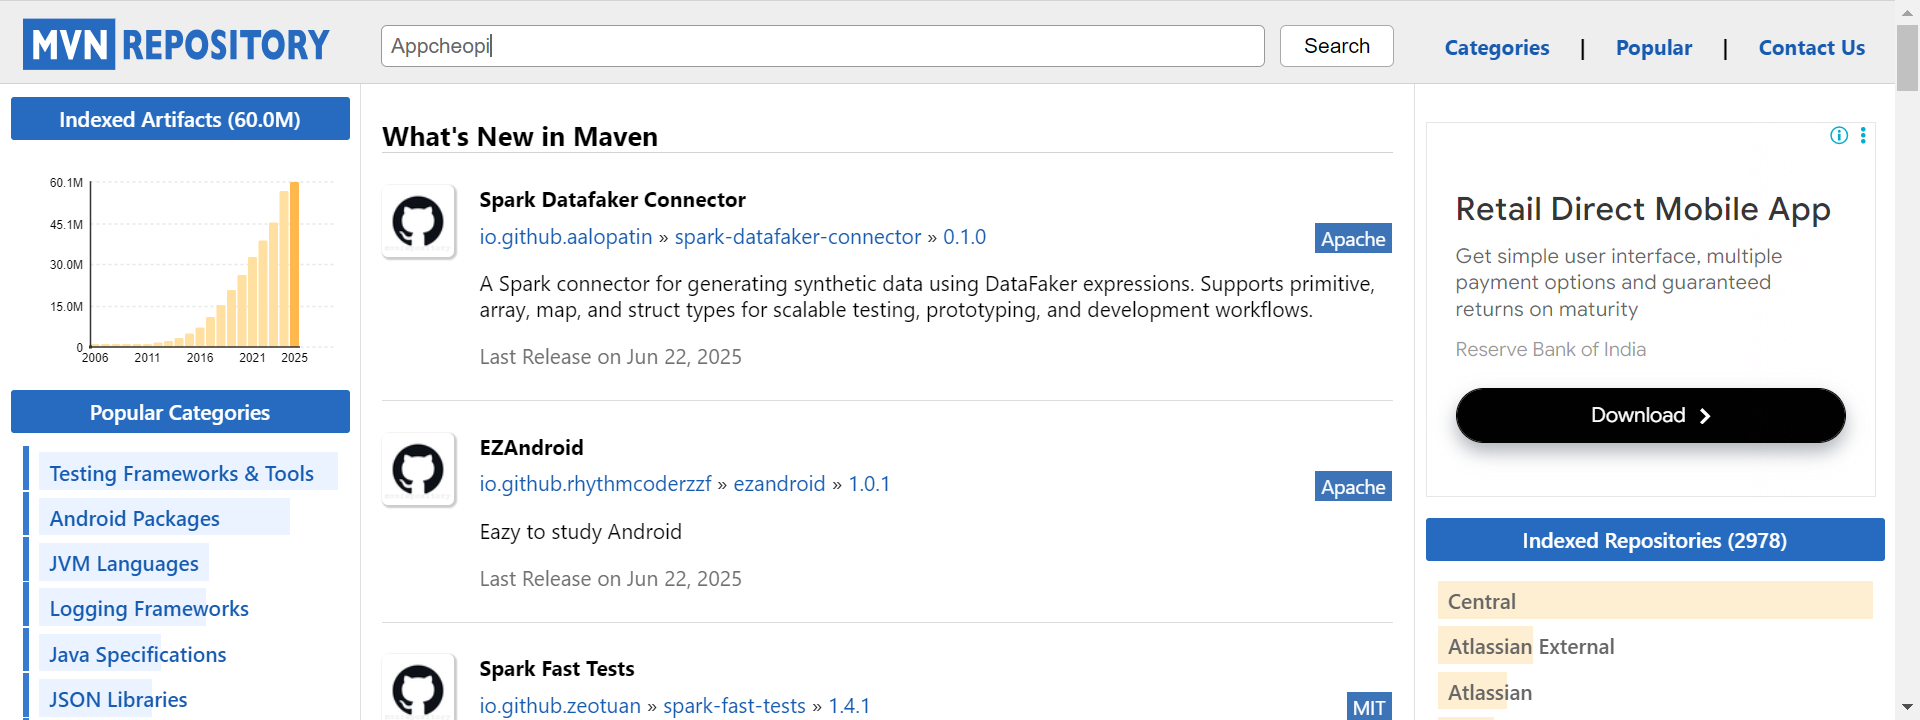 MVN REPOSITORY
Appcheopi
Search
Categories | Popular | Contact Us
Indexed Artifacts (60.0M)
60.1M
45.1M
30.0M
15.0M
0
2006 2011 2016 2021 2025
Popular Categories
Testing Frameworks & Tools
Android Packages
JVM Languages
Logging Frameworks
Java Specifications
JSON Libraries
What's New in Maven
Spark Datafaker Connector
io.github.aalopatin » spark-datafaker-connector » 0.1.0
Apache
A Spark connector for generating synthetic data using DataFaker expressions. Supports primitive,
array, map, and struct types for scalable testing, prototyping, and development workflows.
Last Release on Jun 22, 2025
EZAndroid
io.github.rhythmcoderzzf » ezandroid » 1.0.1
Apache
Eazy to study Android
Last Release on Jun 22, 2025
Spark Fast Tests
io.github.zeotuan » spark-fast-tests » 1.4.1
MIT
Retail Direct Mobile App
Get simple user interface, multiple
payment options and guaranteed
returns on maturity
Reserve Bank of India
Download
Indexed Repositories (2978)
Central
Atlassian External
Atlassian